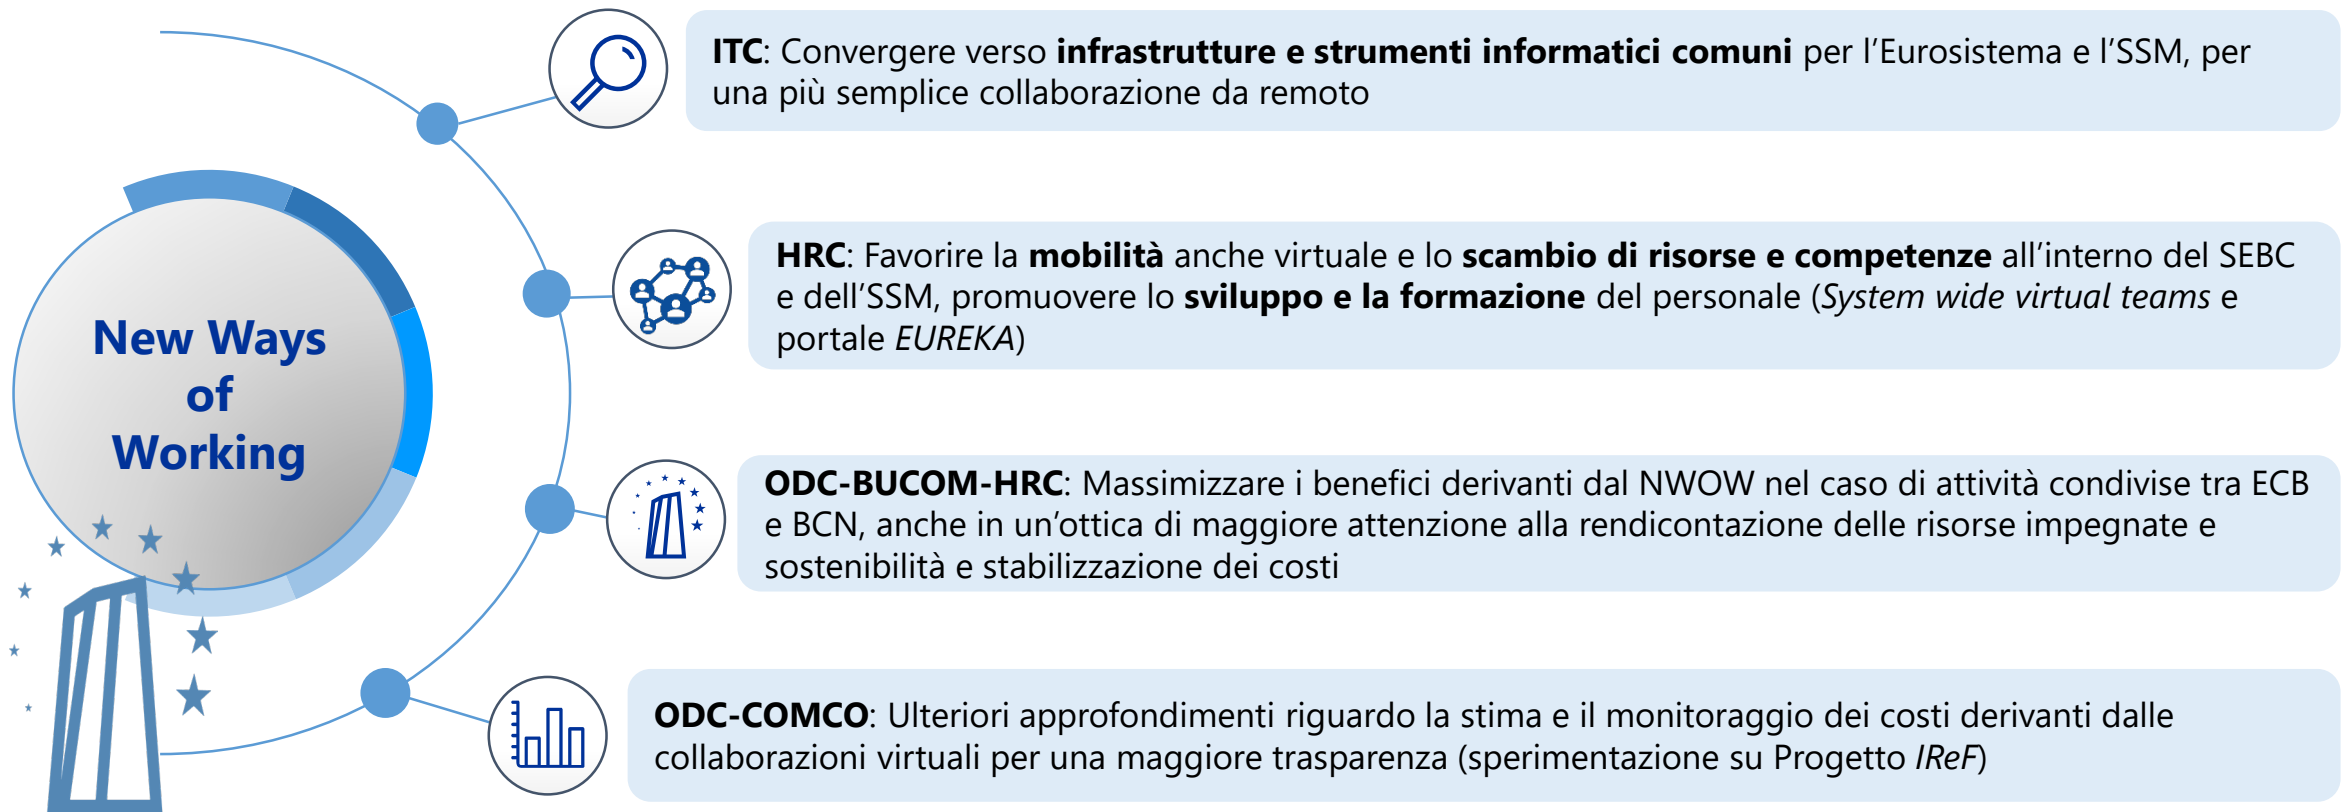 New Ways
of
Working
ITC: Convergere verso infrastrutture e strumenti informatici comuni per l’Eurosistema e l’SSM, per
una più semplice collaborazione da remoto
HRC: Favorire la mobilità anche virtuale e lo scambio di risorse e competenze all’interno del SEBC
e dell’SSM, promuovere lo sviluppo e la formazione del personale (System wide virtual teams e
portale EUREKA)
ODC-BUCOM-HRC: Massimizzare i benefici derivanti dal NWOW nel caso di attività condivise tra ECB
e BCN, anche in un’ottica di maggiore attenzione alla rendicontazione delle risorse impegnate e
sostenibilità e stabilizzazione dei costi
ODC-COMCO: Ulteriori approfondimenti riguardo la stima e il monitoraggio dei costi derivanti dalle
collaborazioni virtuali per una maggiore trasparenza (sperimentazione su Progetto IReF)